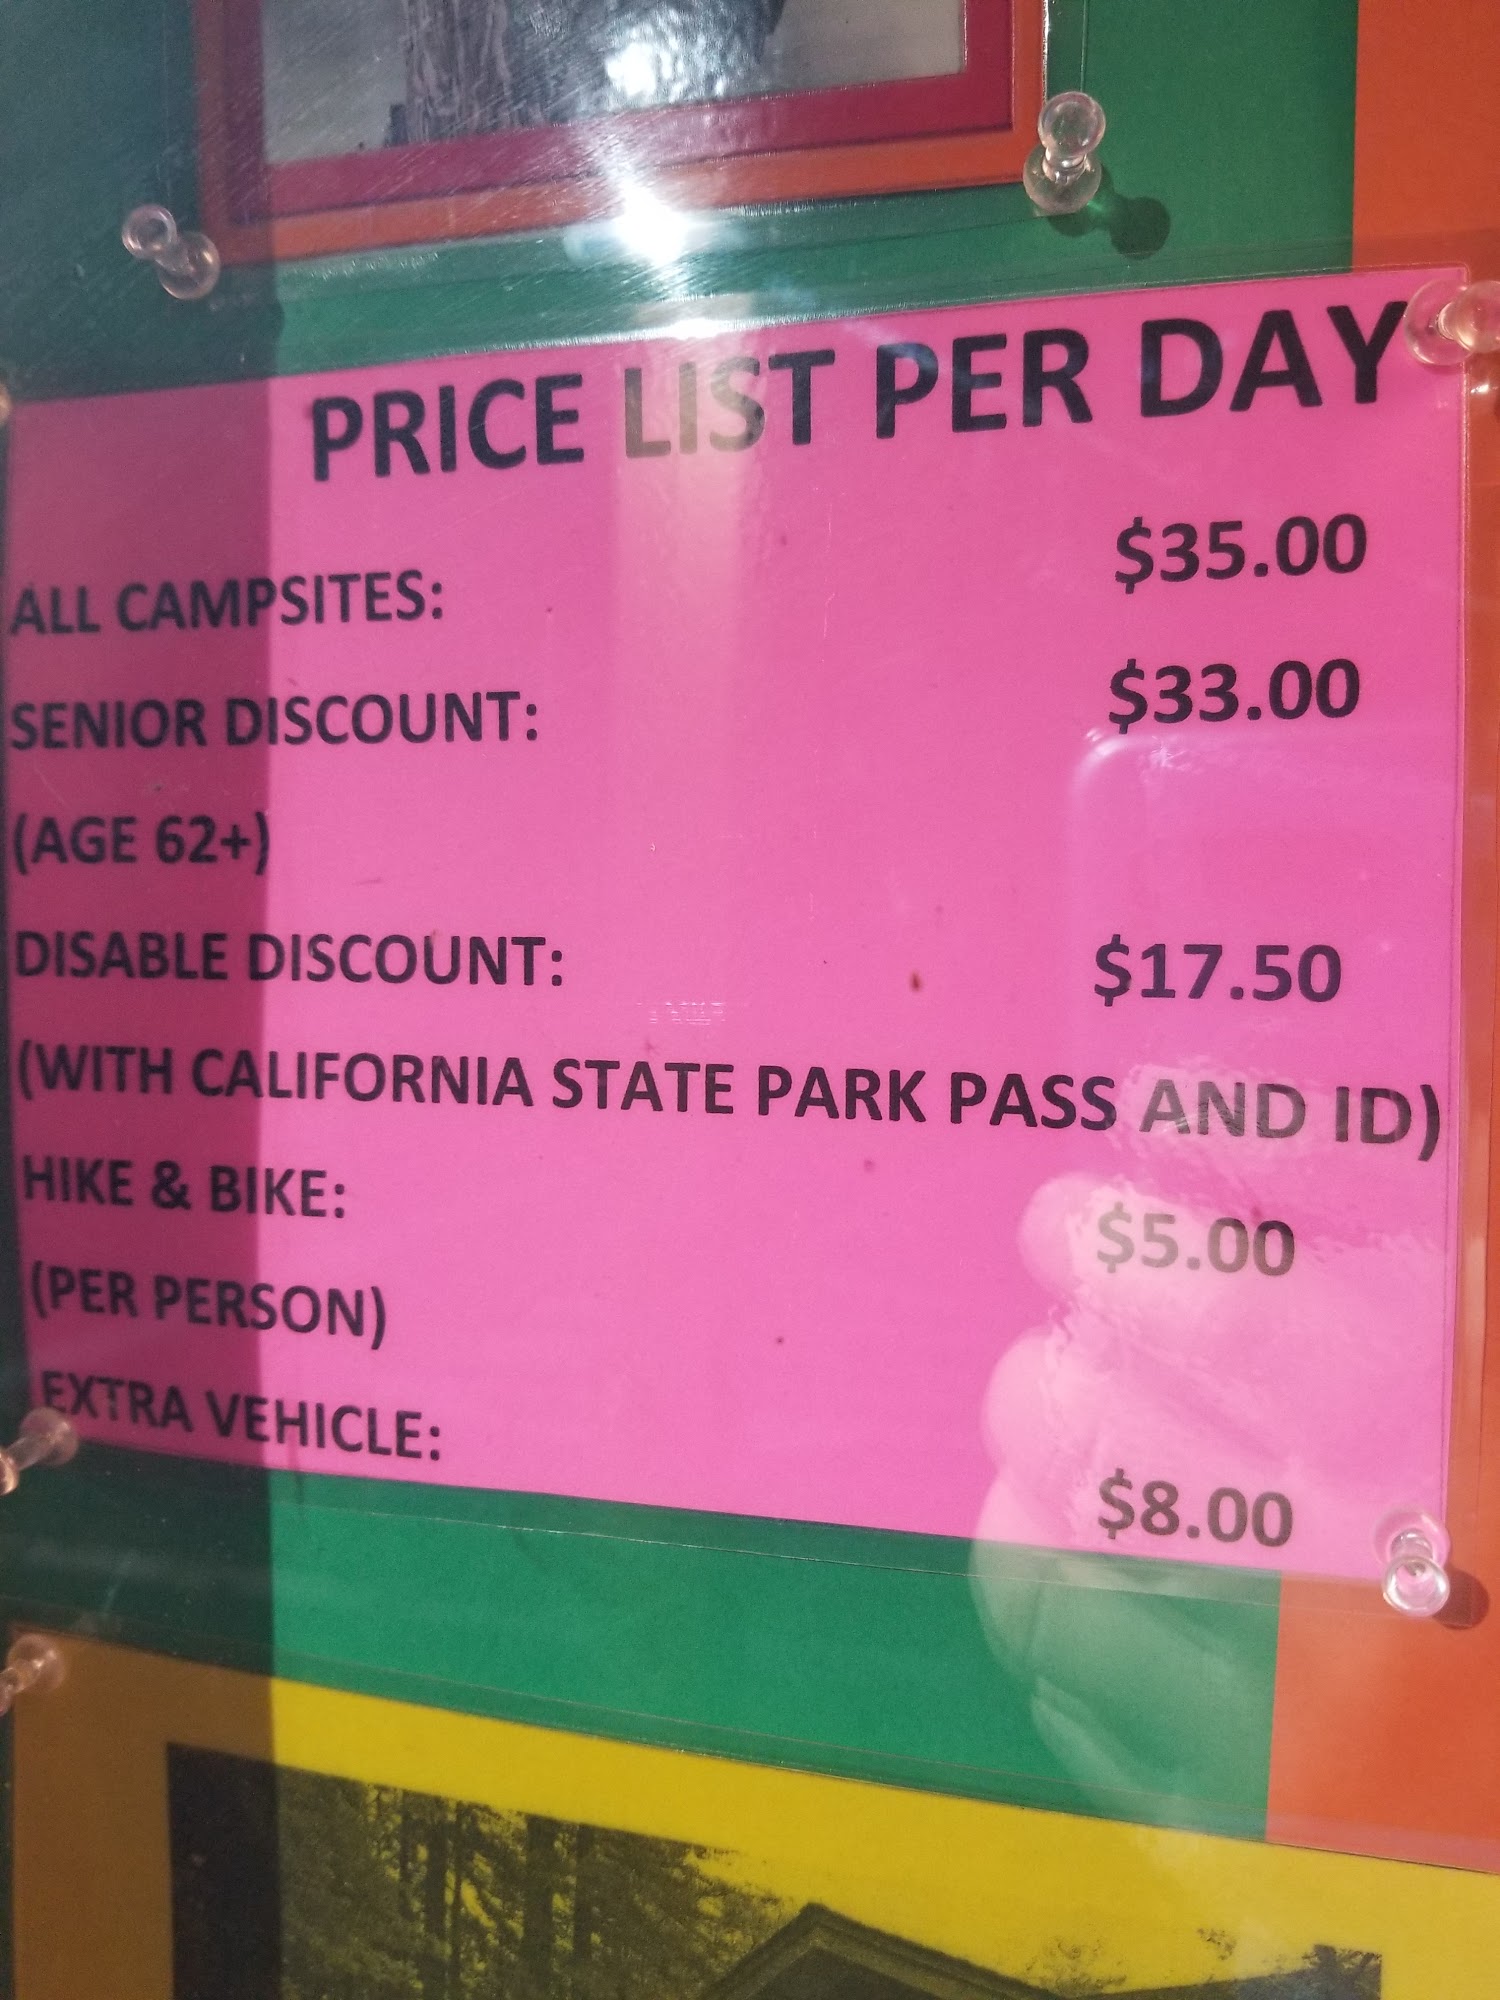 PRICE LIST PER DAY
ALL CAMPSITES: $35.00
SENIOR DISCOUNT: $33.00
(AGE 62+)
DISABLE DISCOUNT: $17.50
(WITH CALIFORNIA STATE PARK PASS AND ID)
HIKE & BIKE: $5.00
(PER PERSON)
EXTRA VEHICLE: $8.00